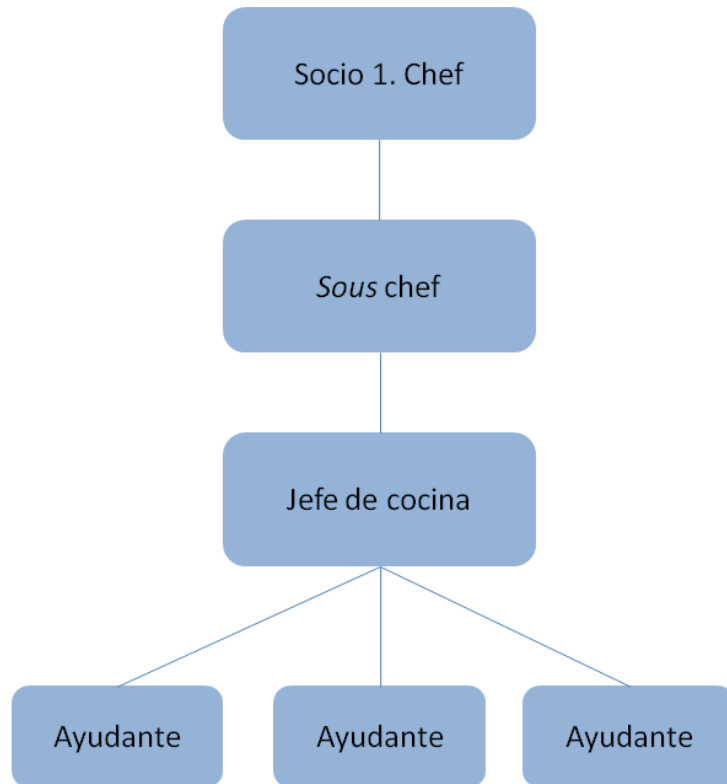 Socio 1. Chef
Sous chef
Jefe de cocina
Ayudante
Ayudante
Ayudante